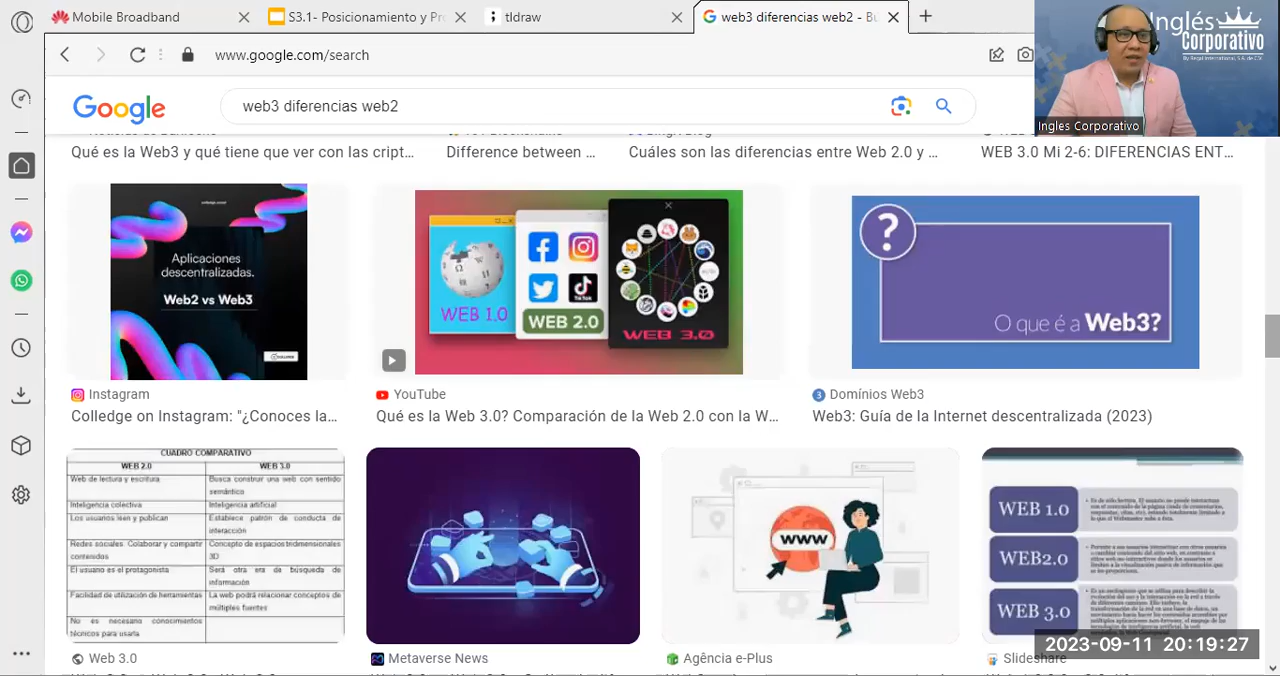 Mobile Broadband
S3.1- Posicionamiento y Pr
tldraw
web3 diferencias web2 - Bu
www.google.com/search
Inglés
Corporativo
By Regal International, S.A. de C.V.
Ingles Corporativo
Google
web3 diferencias web2
Qué es la Web3 y qué tiene que ver con las cript...
Difference between ...
Cuáles son las diferencias entre Web 2.0 y ...
WEB 3.0 Mi 2-6: DIFERENCIAS ENT...
Aplicaciones
descentralizadas.
Web2 vs Web3
WEB 1.0
WEB 2.0
WEB 3.0
?
O que é a Web3?
Instagram
Colledge on Instagram: "¿Conoces la...
YouTube
Qué es la Web 3.0? Comparación de la Web 2.0 con la W...
3 Domínios Web3
Web3: Guía de la Internet descentralizada (2023)
CUADRO COMPARATIVO
WEB 2.0 WEB 3.0
Web de lectura y escritura Busca construir una web con sentido
semántico
Inteligencia colectiva Inteligencia artificial
Los usuarios leen y publican Establece patrón de conducta de
interacción
Redes sociales. Colaborar y compartir Concepto de espacios tridimensionales
contenidos 3D
El usuario es el protagonista Será otra era de búsqueda de
información
Facilidad de utilización de herramientas La web podrá relacionar conceptos de
múltiples fuentes
No es necesario conocimientos
técnicos para usarla
www
WEB 1.0
WEB2.0
WEB 3.0
2023-09-11 20:19:27
Web 3.0
Metaverse News
Agência e-Plus
Slideshare